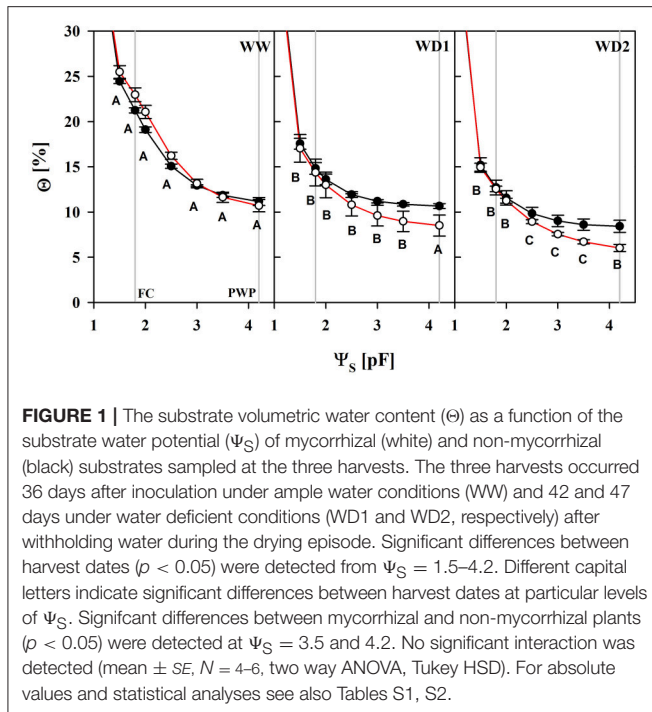 30
25
20
15
10
5
0
Θ [%]
WW
A
A
A
A
A
A
A
FC
PWP
1
2
3
4
WD1
B
B
B
B
B
B
A
1
2
3
4
WD2
B
B
B
C
C
C
B
1
2
3
4
Ψ_S [pF]
FIGURE 1 | The substrate volumetric water content (Θ) as a function of the
substrate water potential (Ψ_S) of mycorrhizal (white) and non-mycorrhizal
(black) substrates sampled at the three harvests. The three harvests occurred
36 days after inoculation under ample water conditions (WW) and 42 and 47
days under water deficient conditions (WD1 and WD2, respectively) after
withholding water during the drying episode. Significant differences between
harvest dates (p < 0.05) were detected from Ψ_S = 1.5–4.2. Different capital
letters indicate significant differences between harvest dates at particular levels
of Ψ_S. Signifcant differences between mycorrhizal and non-mycorrhizal plants
(p < 0.05) were detected at Ψ_S = 3.5 and 4.2. No significant interaction was
detected (mean ± SE, N = 4–6, two way ANOVA, Tukey HSD). For absolute
values and statistical analyses see also Tables S1, S2.